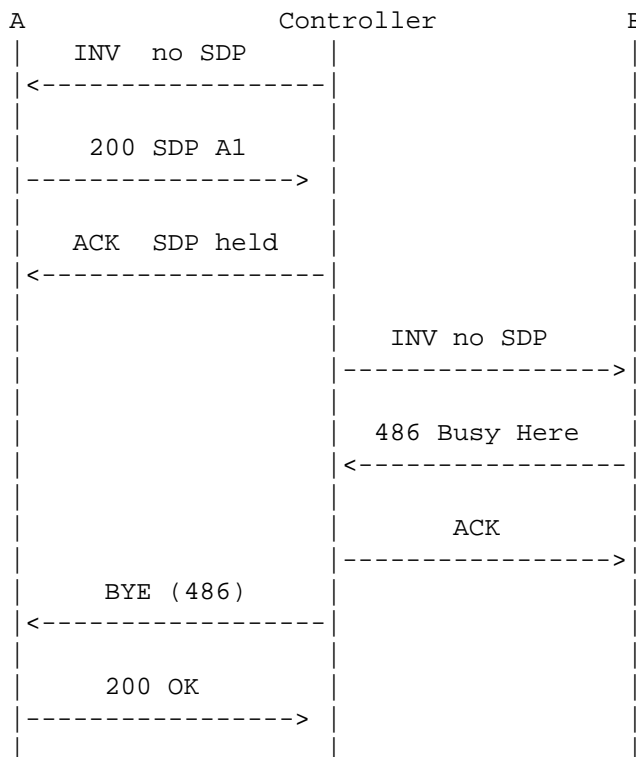 A Controller B
INV no SDP
200 SDP A1
ACK SDP held
INV no SDP
486 Busy Here
ACK
BYE (486)
200 OK